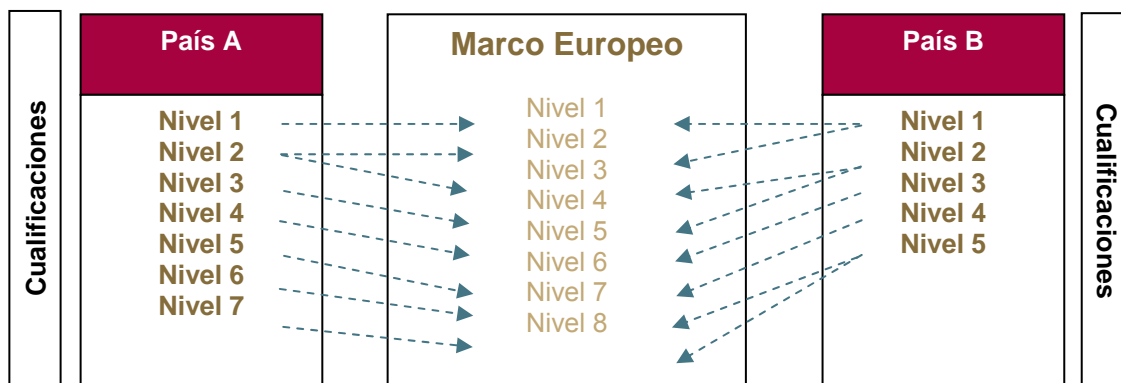 Cualificaciones
País A
Nivel 1
Nivel 2
Nivel 3
Nivel 4
Nivel 5
Nivel 6
Nivel 7
Marco Europeo
Nivel 1
Nivel 2
Nivel 3
Nivel 4
Nivel 5
Nivel 6
Nivel 7
Nivel 8
País B
Nivel 1
Nivel 2
Nivel 3
Nivel 4
Nivel 5
Cualificaciones